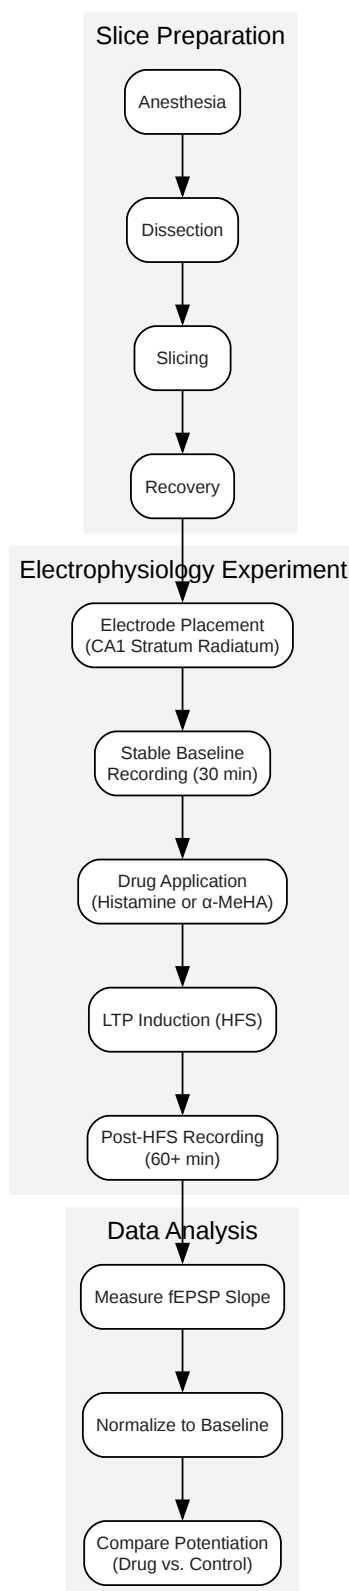 Slice Preparation
Anesthesia
Dissection
Slicing
Recovery
Electrophysiology Experiment
Electrode Placement
(CA1 Stratum Radiatum)
Stable Baseline
Recording (30 min)
Drug Application
(Histamine or α-MeHA)
LTP Induction (HFS)
Post-HFS Recording
(60+ min)
Data Analysis
Measure fEPSP Slope
Normalize to Baseline
Compare Potentiation
(Drug vs. Control)